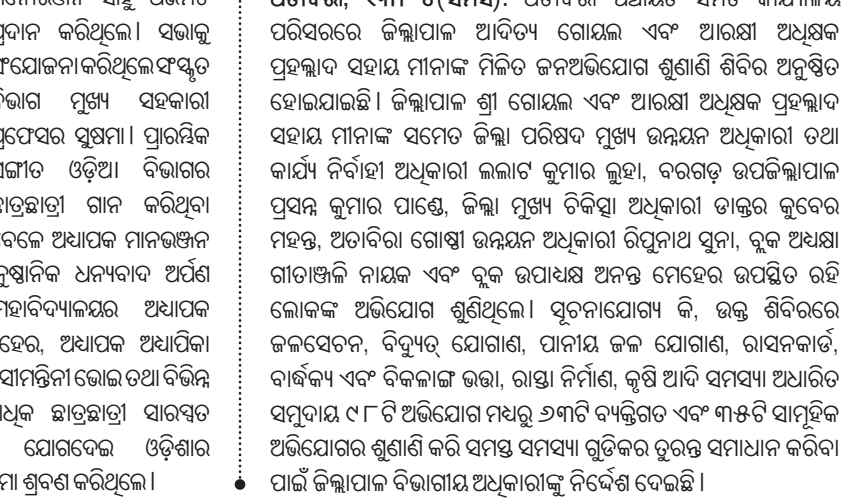 ପ୍ରଦାନ କରିଥିଲେ। ସଭାକୁ
ସଂଯୋଜନା କରିଥିଲେ ସଂସ୍କୃତ
ବିଭାଗ ମୁଖ୍ୟ ସହକାରୀ
ପ୍ରଫେସର ସୁଷମା। ପ୍ରାରମ୍ଭିକ
ସଙ୍ଗୀତ ଓଡ଼ିଆ ବିଭାଗର
ଛାତ୍ରଛାତ୍ରୀ ଗାନ କରିଥିବା
ବେଳେ ଅଧ୍ୟାପକ ମାନଭଞ୍ଜନ
ଧନ୍ୟବାଦ ଅର୍ପଣ
ମହାବିଦ୍ୟାଳୟର ଅଧ୍ୟାପକ
ଅଧ୍ୟାପକ ଅଧ୍ୟାପିକା
ସୀମନ୍ତିନୀ ଭୋଇ ତଥା ବିଭିନ୍ନ
ଛାତ୍ରଛାତ୍ରୀ ସାରସ୍ୱତ
ଯୋଗଦେଇ ଓଡ଼ିଶାର
ଶ୍ରବଣ କରିଥିଲେ।
ପରିସରରେ ଜିଲ୍ଲାପାଳ ଆଦିତ୍ୟ ଗୋୟଲ ଏବଂ ଆରକ୍ଷୀ ଅଧିକ୍ଷକ
ପ୍ରହଲ୍ଲାଦ ସହାୟ ମୀନାଙ୍କ ମିଳିତ ଜନଅଭିଯୋଗ ଶୁଣାଣି ଶିବିର ଅନୁଷ୍ଠିତ
ହୋଇଯାଇଛି। ଜିଲ୍ଲାପାଳ ଶ୍ରୀ ଗୋୟଲ ଏବଂ ଆରକ୍ଷୀ ଅଧିକ୍ଷକ ପ୍ରହଲ୍ଲାଦ
ସହାୟ ମୀନାଙ୍କ ସମେତ ଜିଲ୍ଲା ପରିଷଦ ମୁଖ୍ୟ ଉନ୍ନୟନ ଅଧିକାରୀ ତଥା
କାର୍ଯ୍ୟ ନିର୍ବାହୀ ଅଧିକାରୀ ଲଲାଟ କୁମାର ଲୁହା, ବରଗଡ଼ ଉପଜିଲ୍ଲାପାଳ
ପ୍ରସନ୍ନ କୁମାର ପାଣ୍ଡେ, ଜିଲ୍ଲା ମୁଖ୍ୟ ଚିକିତ୍ସା ଅଧିକାରୀ ଡାକ୍ତର କୁବେର
ମହନ୍ତ, ଅତାବିରା ଗୋଷ୍ଠୀ ଉନ୍ନୟନ ଅଧିକାରୀ ରିପୁନାଥ ସୁନା, ବ୍ଲକ ଅଧକ୍ଷା
ଗୀତାଞ୍ଜଳି ନାୟକ ଏବଂ ବ୍ଲକ ଉପାଧକ୍ଷ ଅନନ୍ତ ମେହେର ଉପସ୍ଥିତ ରହି
ଲୋକଙ୍କ ଅଭିଯୋଗ ଶୁଣିଥିଲେ। ସୂଚନାଯୋଗ୍ୟ କି, ଉକ୍ତ ଶିବିରରେ
ଜଳସେଚନ, ବିଦ୍ୟୁତ୍ ଯୋଗାଣ, ପାନୀୟ ଜଳ ଯୋଗାଣ, ରାସନକାର୍ଡ,
ବାର୍ଦ୍ଧକ୍ୟ ଏବଂ ବିକଳାଙ୍ଗ ଭତ୍ତା, ରାସ୍ତା ନିର୍ମାଣ, କୃଷି ଆଦି ସମସ୍ୟା ଅଧାରିତ
ସମୁଦାୟ ୯୮ଟି ଅଭିଯୋଗ ମଧ୍ଯରୁ ୬୩ଟି ବ୍ୟକ୍ତିଗତ ଏବଂ ୩୫ଟି ସାମୂହିକ
ଅଭିଯୋଗର ଶୁଣାଣି କରି ସମସ୍ତ ସମସ୍ୟା ଗୁଡିକର ତୁରନ୍ତ ସମାଧାନ କରିବା
ପାଇଁ ଜିଲ୍ଲାପାଳ ବିଭାଗୀୟ ଅଧିକାରୀଙ୍କୁ ନିର୍ଦ୍ଦେଶ ଦେଇଛି।